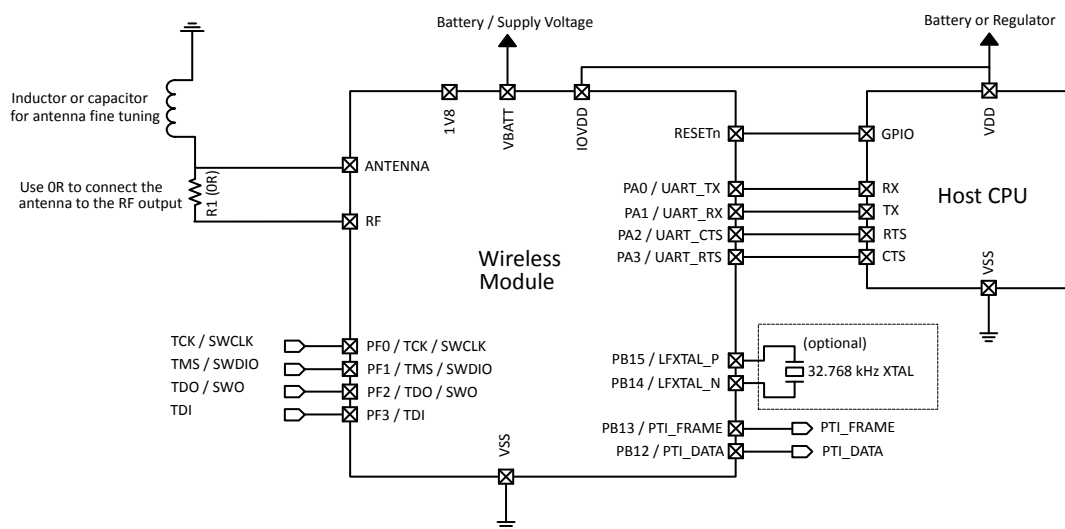 Battery / Supply Voltage
Battery or Regulator
Inductor or capacitor
for antenna fine tuning
1V8
VBATT
IOVDD
VDD
RESETn
GPIO
ANTENNA
Use 0R to connect the
antenna to the RF output
R1 (0R)
RF
PA0 / UART_TX
RX
PA1 / UART_RX
TX
PA2 / UART_CTS
RTS
PA3 / UART_RTS
CTS
Host CPU
Wireless
Module
VSS
TCK / SWCLK
PF0 / TCK / SWCLK
TMS / SWDIO
PF1 / TMS / SWDIO
TDO / SWO
PF2 / TDO / SWO
TDI
PF3 / TDI
(optional)
PB15 / LFXTAL_P
32.768 kHz XTAL
PB14 / LFXTAL_N
PB13 / PTI_FRAME
PTI_FRAME
PB12 / PTI_DATA
PTI_DATA
VSS